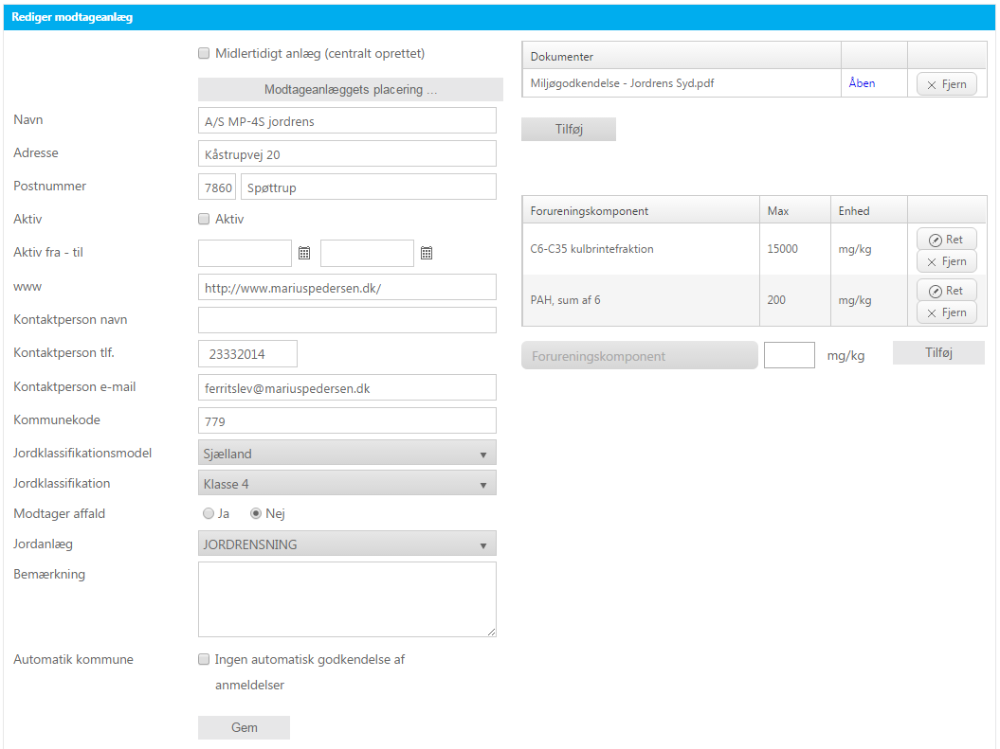 Rediger modtageanlæg
Midlertidigt anlæg (centralt oprettet)
Modtageanlæggets placering ...
Navn A/S MP-4S jordrens
Adresse Kåstrupvej 20
Postnummer 7860 Spøttrup
Aktiv Aktiv
Aktiv fra - til
www http://www.mariuspedersen.dk/
Kontaktperson navn
Kontaktperson tlf. 23332014
Kontaktperson e-mail ferritslev@mariuspedersen.dk
Kommunekode 779
Jordklassifikationsmodel Sjælland
Jordklassifikation Klasse 4
Modtager affald Ja Nej
Jordanlæg JORDRENSNING
Bemærkning
Automatik kommune Ingen automatisk godkendelse af
anmeldelser
Gem
Dokumenter
Miljøgodkendelse - Jordrens Syd.pdf Åben Fjern
Tilføj
Forureningskomponent Max Enhed
C6-C35 kulbrintefraktion 15000 mg/kg Ret
Fjern
PAH, sum af 6 200 mg/kg Ret
Fjern
Forureningskomponent mg/kg Tilføj